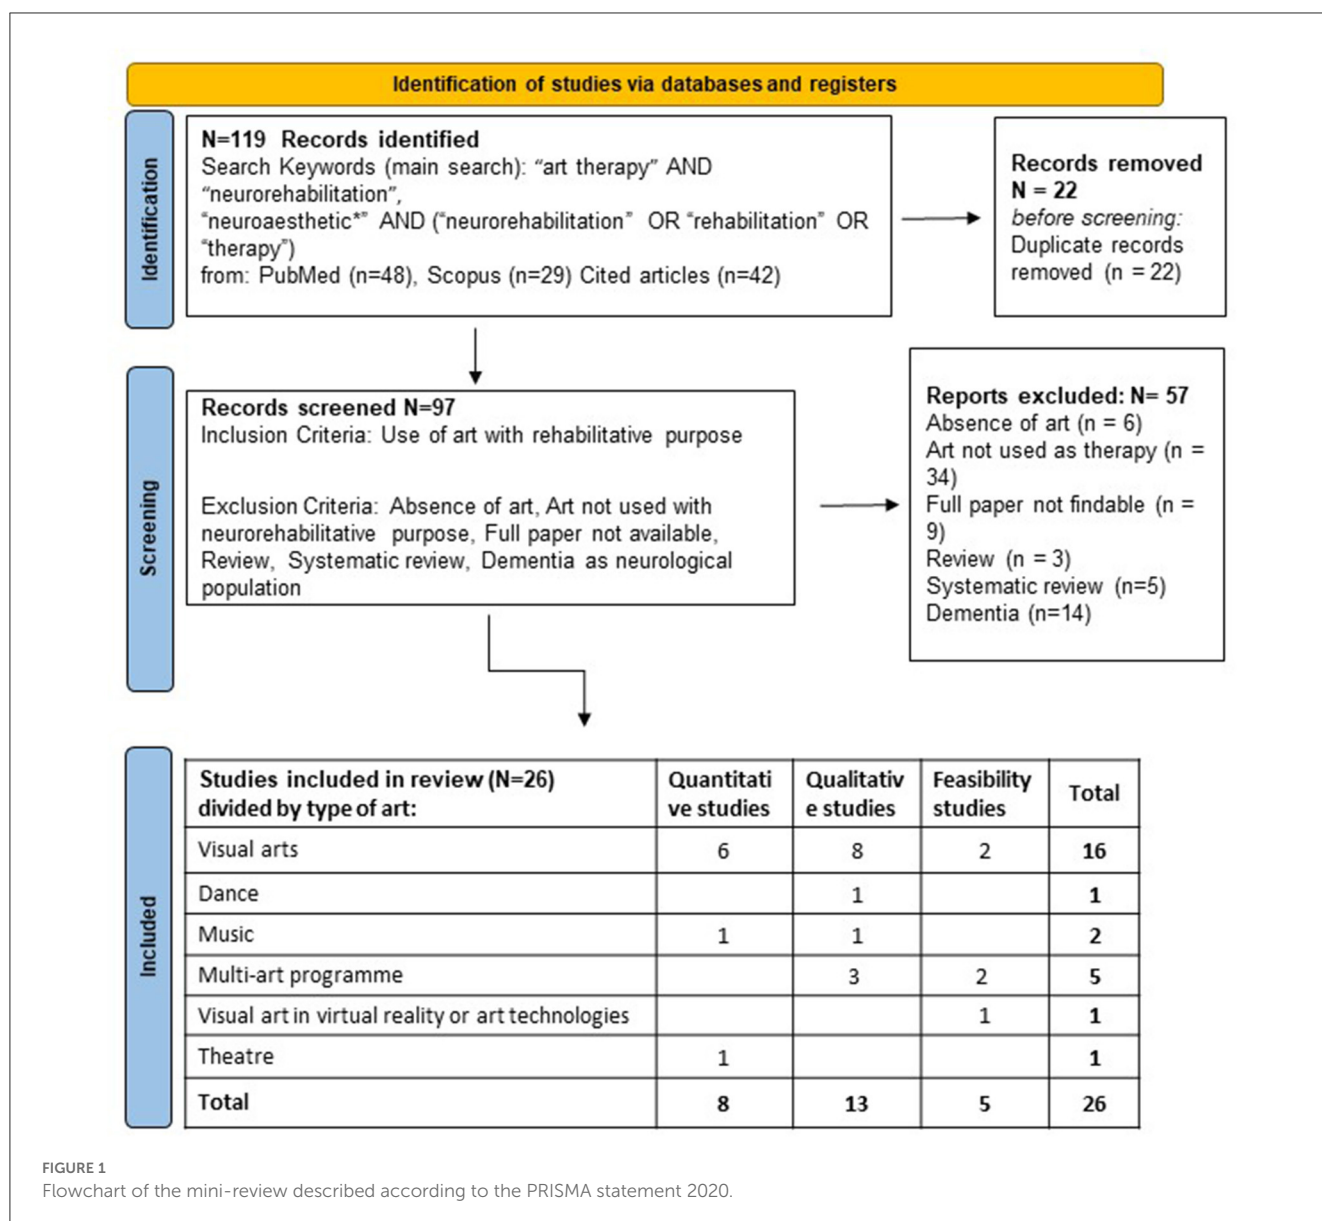 Identification of studies via databases and registers
Identification
N=119 Records identified
Search Keywords (main search): “art therapy” AND
“neurorehabilitation”,
“neuroaesthetic*” AND (“neurorehabilitation” OR “rehabilitation” OR
“therapy”)
from: PubMed (n=48), Scopus (n=29) Cited articles (n=42)
Records removed
N = 22
before screening:
Duplicate records
removed (n = 22)
Screening
Records screened N=97
Inclusion Criteria: Use of art with rehabilitative purpose
Exclusion Criteria: Absence of art, Art not used with
neurorehabilitative purpose, Full paper not available,
Review, Systematic review, Dementia as neurological
population
Reports excluded: N= 57
Absence of art (n = 6)
Art not used as therapy (n =
34)
Full paper not findable (n =
9)
Review (n = 3)
Systematic review (n=5)
Dementia (n=14)
Included
Studies included in review (N=26)
divided by type of art:
Quantitati
ve studies
Qualitativ
e studies
Feasibility
studies
Total
Visual arts 6 8 2 16
Dance 1 1
Music 1 1 2
Multi-art programme 3 2 5
Visual art in virtual reality or art technologies 1 1
Theatre 1 1
Total 8 13 5 26
FIGURE 1
Flowchart of the mini-review described according to the PRISMA statement 2020.